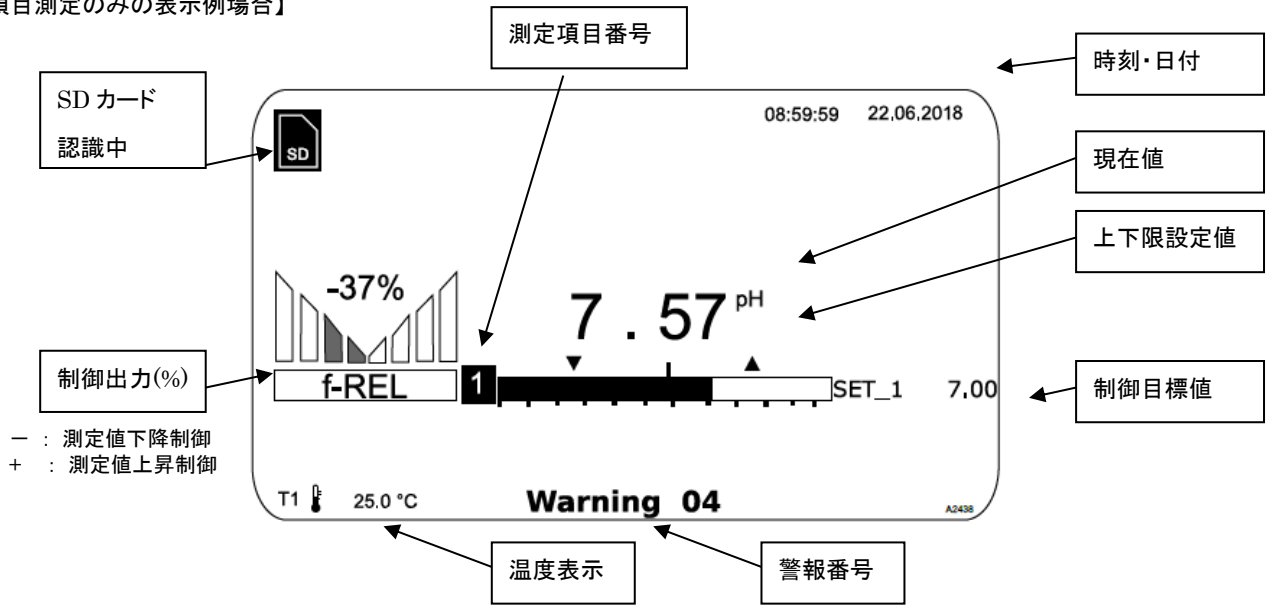 項目測定のみの表示例場合】
測定項目番号
時刻・日付
SD カード
認識中
SD
08:59:59 22.06.2018
現在値
上下限設定値
-37%
7.57 pH
制御出力(%)
f-REL
1
SET_1 7.00
制御目標値
－ : 測定値下降制御
+ : 測定値上昇制御
T1 25.0 °C
Warning 04
A2438
温度表示
警報番号